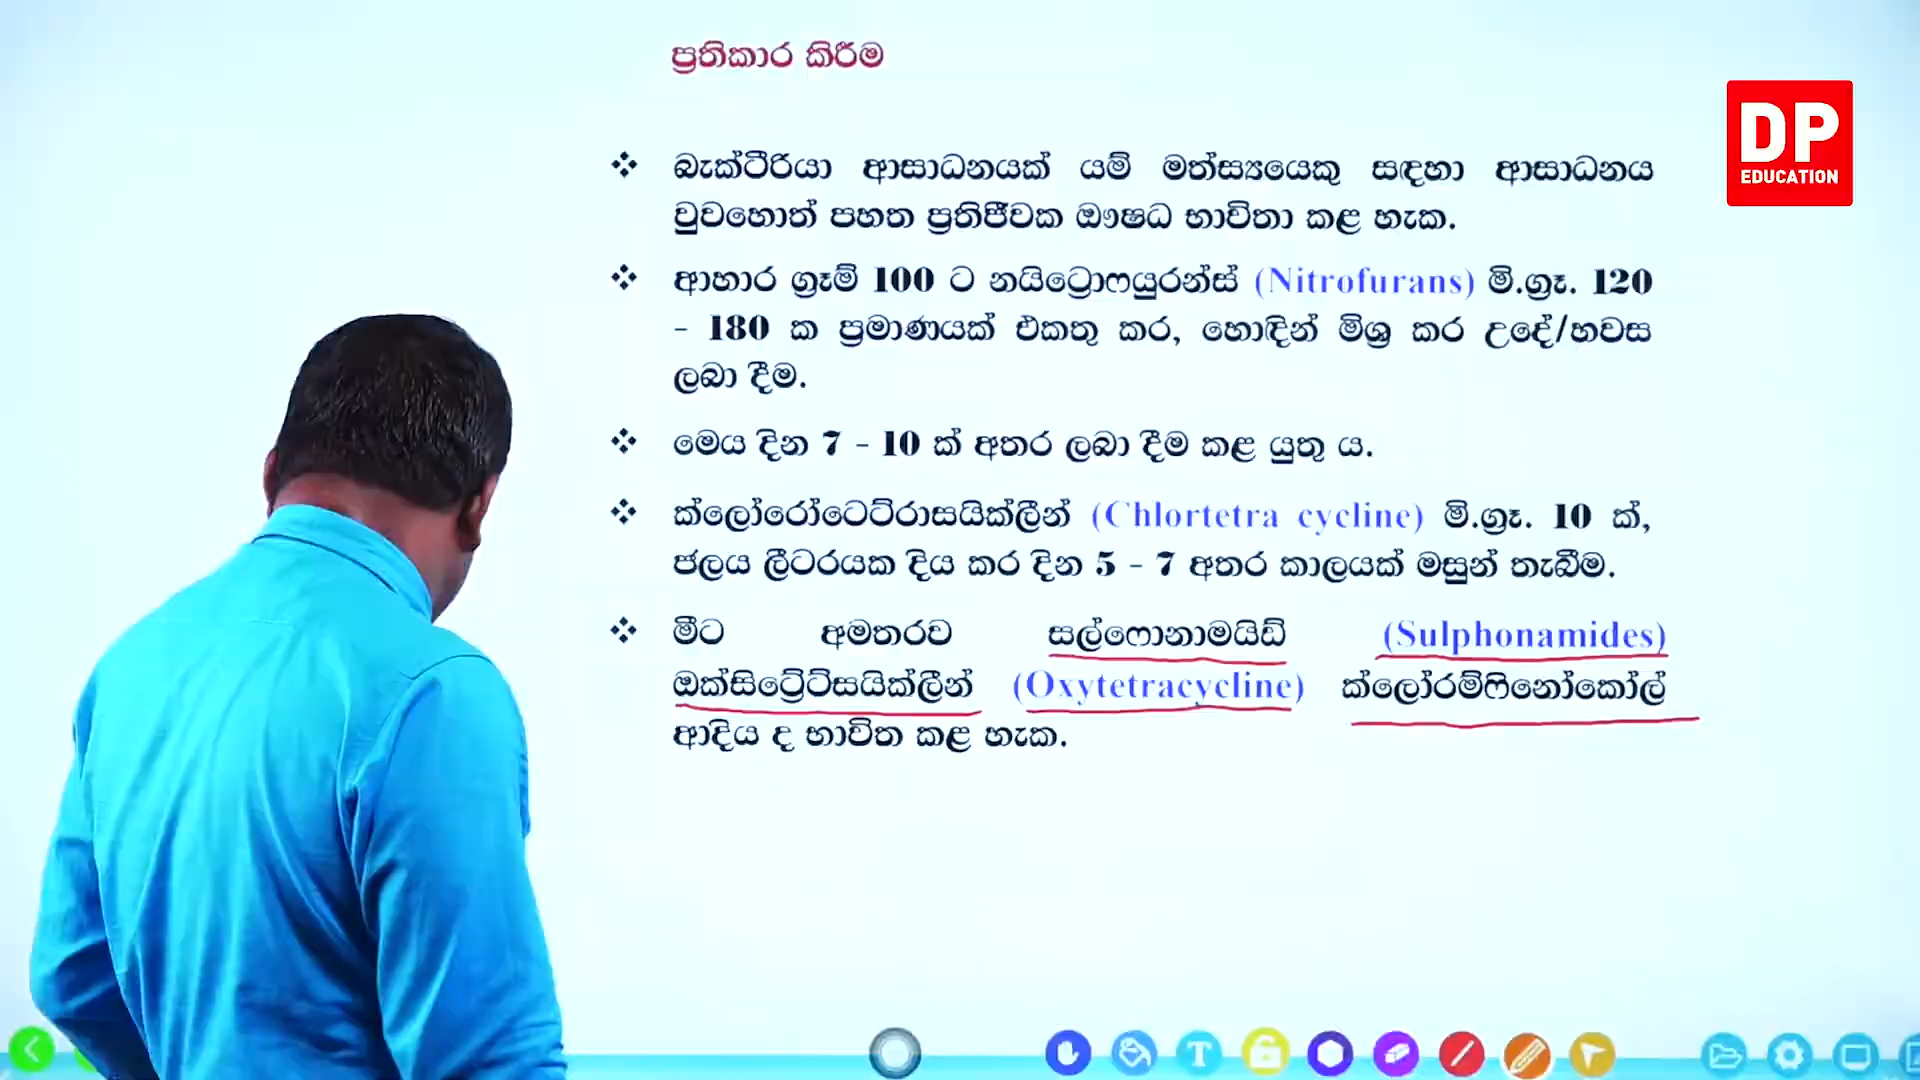 ප්‍රතිකාර කිරීම
DP
EDUCATION
❖ බැක්ටීරියා ආසාධනයක් යම් මත්ස්‍යයෙකු සඳහා ආසාධනය
වුවහොත් පහත ප්‍රතිජීවක ඖෂධ භාවිතා කළ හැක.
❖ ආහාර ග්‍රෑම් 100 ට නයිට්‍රොෆයුරන්ස් (Nitrofurans) මි.ග්‍රෑ. 120
- 180 ක ප්‍රමාණයක් එකතු කර, හොඳින් මිශ්‍ර කර උදේ/හවස
ලබා දීම.
❖ මෙය දින 7 - 10 ක් අතර ලබා දීම කළ යුතු ය.
❖ ක්ලෝරෝටෙට්රාසයික්ලීන් (Chlortetra cycline) මි.ග්‍රෑ. 10 ක්,
ජලය ලීටරයක දිය කර දින 5 - 7 අතර කාලයක් මසුන් තැබීම.
❖ මීට අමතරව සල්ෆොනාමයිඩ් (Sulphonamides)
ඔක්සිට්‍රේට්සයික්ලීන් (Oxytetracycline) ක්ලෝරම්ෆිනෝකෝල්
ආදිය ද භාවිත කළ හැක.